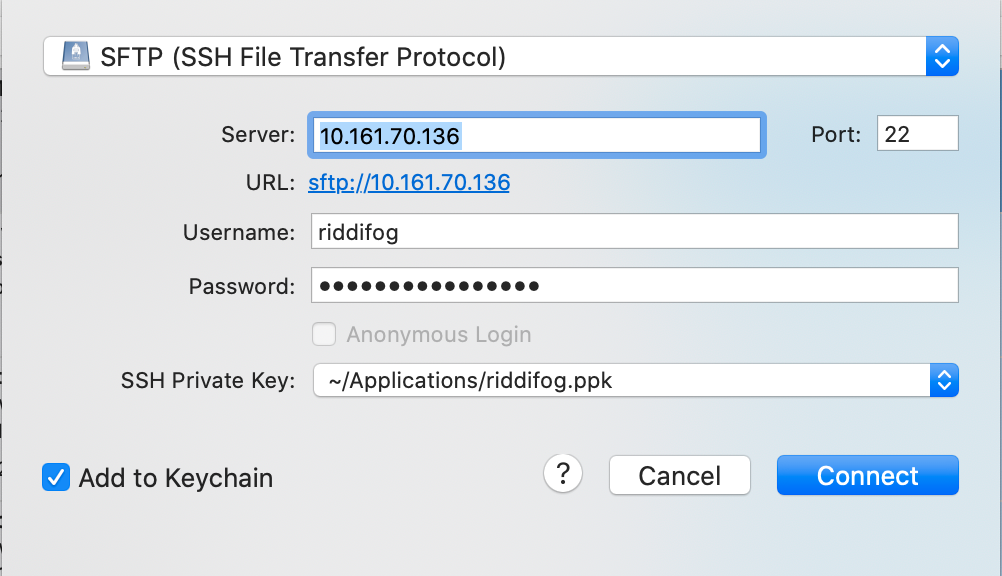 SFTP (SSH File Transfer Protocol)
Server: 10.161.70.136 Port: 22
URL: sftp://10.161.70.136
Username: riddifog
Password: ●●●●●●●●●●●●●●●●
Anonymous Login
SSH Private Key: ~/Applications/riddifog.ppk
Add to Keychain ? Cancel Connect